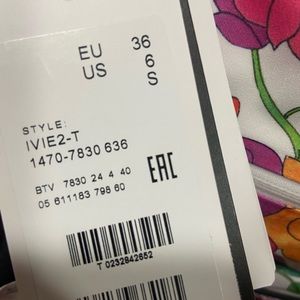 EU 36
US 6
S
STYLE:
IVIE2-T
1470-7830 636
BTV 7830 24 4 40
05 611183 798 60
EAC
T 0232842652